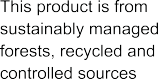 This product is from
sustainably managed
forests, recycled and
controlled sources